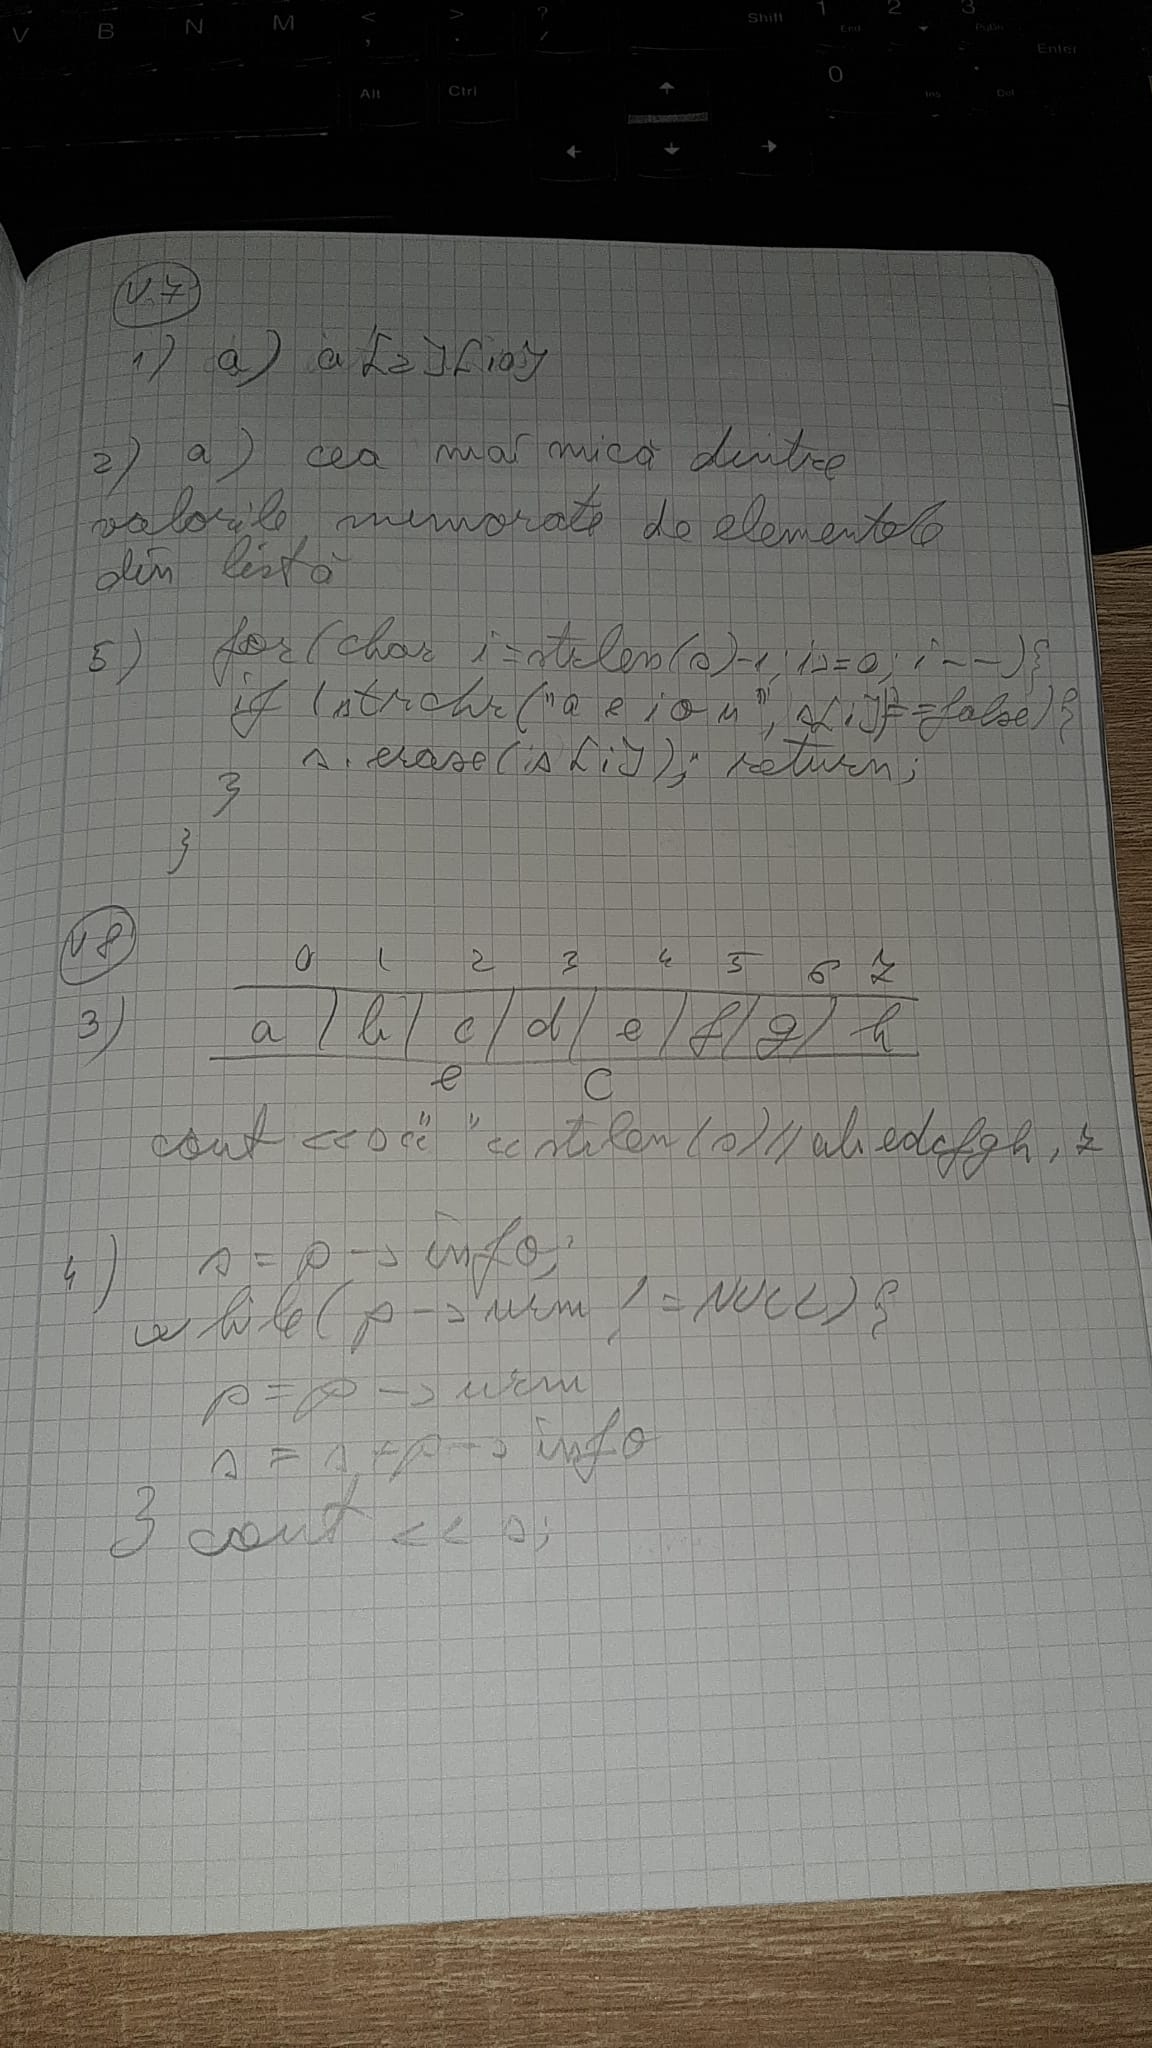 V B N M < , > . ? / Shift 1 End 2 3 PgDn Enter
Alt Ctrl 0 Ins . Del
V.7
1) a) a[2][10]
2) a) cea mai mică dintre
valorile memorate de elementele
din listă
5) for(char i=strlen(s)-1; i>=0; i--){
if (strchr("aeiou", s[i])==false){
s.erase(s[i]); return;
}
}
V8
0 1 2 3 4 5 6 7
3) a | b | c | d | e | f | g | h
e c
cout <<s<<" "<<strlen(s)// abedcfgh, 7
4) s = p -> info;
while(p -> urm != NULL){
p = p -> urm
s = s + p -> info
} cout << s;